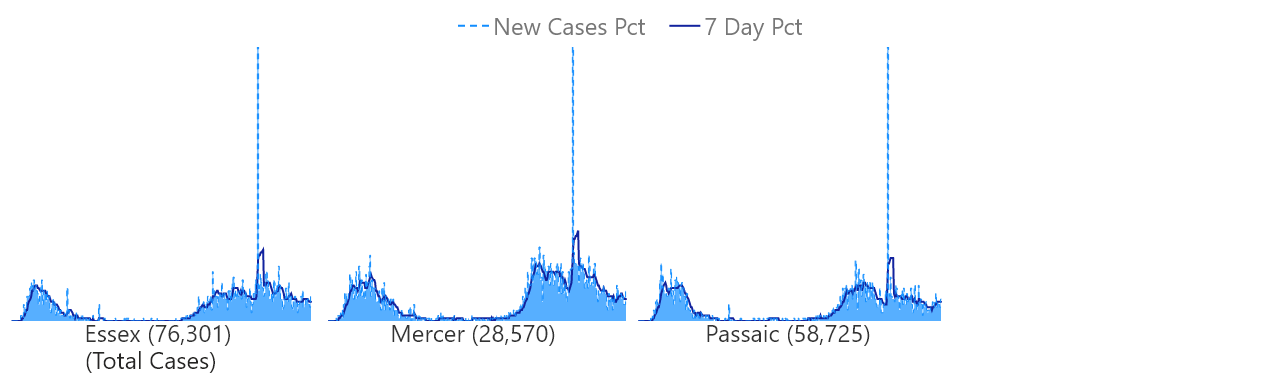 New Cases Pct 7 Day Pct
Essex (76,301) Mercer (28,570) Passaic (58,725)
(Total Cases)